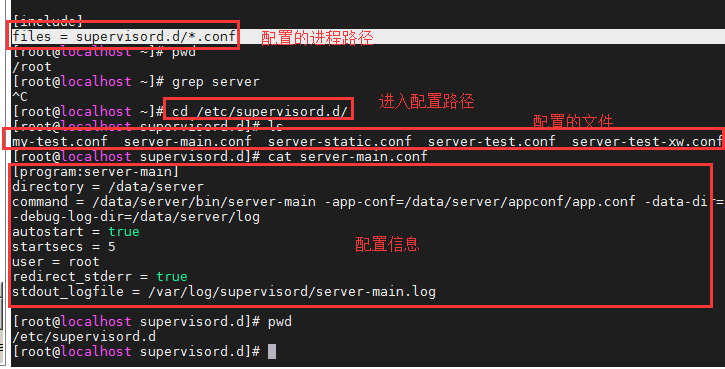 [include]
files = supervisord.d/*.conf 配置的进程路径
[root@localhost ~]# pwd
/root
[root@localhost ~]# grep server
^C
[root@localhost ~]# cd /etc/supervisord.d/ 进入配置路径
[root@localhost supervisord.d]# ls 配置的文件
my-test.conf server-main.conf server-static.conf server-test.conf server-test-xw.conf
[root@localhost supervisord.d]# cat server-main.conf
[program:server-main]
directory = /data/server
command = /data/server/bin/server-main -app-conf=/data/server/appconf/app.conf -data-dir=
-debug-log-dir=/data/server/log
autostart = true
startsecs = 5 配置信息
user = root
redirect_stderr = true
stdout_logfile = /var/log/supervisord/server-main.log
[root@localhost supervisord.d]# pwd
/etc/supervisord.d
[root@localhost supervisord.d]#